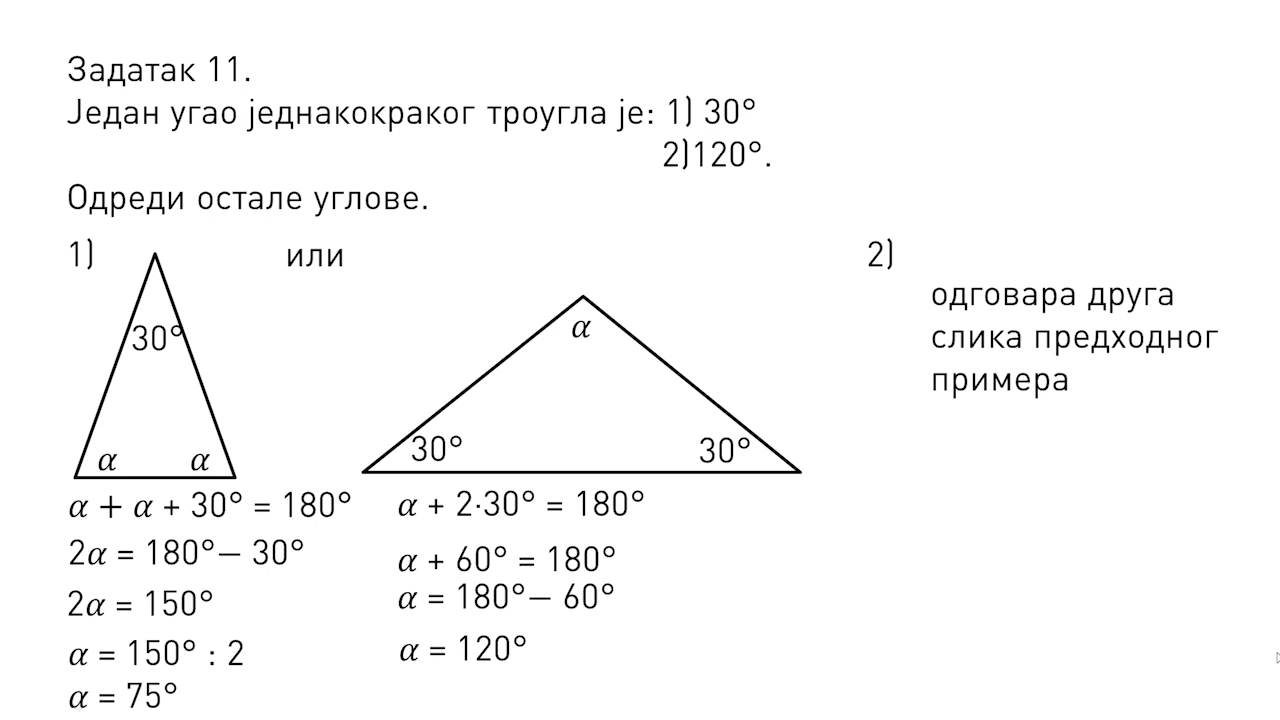 Задатак 11.
Један угао једнакокраког троугла је: 1) 30°
2)120°.
Одреди остале углове.
1)
или
2)
30°
α
α
α
30°
30°
одговара друга
слика предходног
примера
α + α + 30° = 180°
2α = 180°— 30°
2α = 150°
α = 150° : 2
α = 75°
α + 2·30° = 180°
α + 60° = 180°
α = 180°— 60°
α = 120°